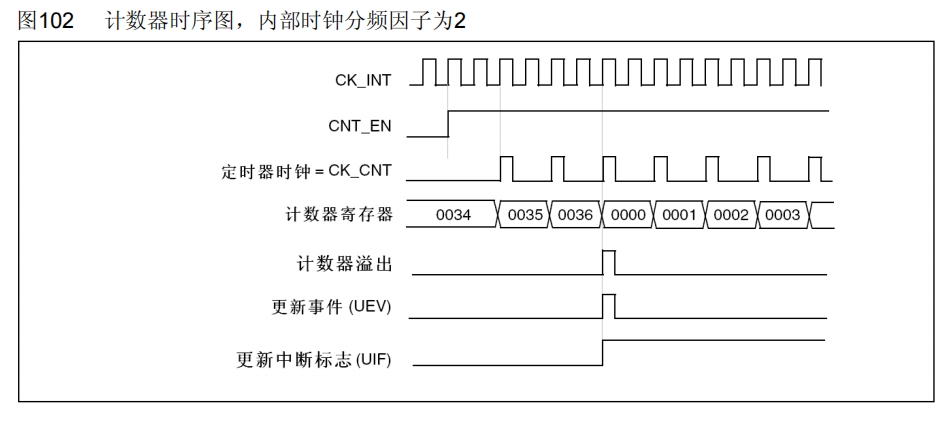 图102 计数器时序图，内部时钟分频因子为2
CK_INT
CNT_EN
定时器时钟 = CK_CNT
计数器寄存器 0034 0035 0036 0000 0001 0002 0003
计数器溢出
更新事件 (UEV)
更新中断标志 (UIF)